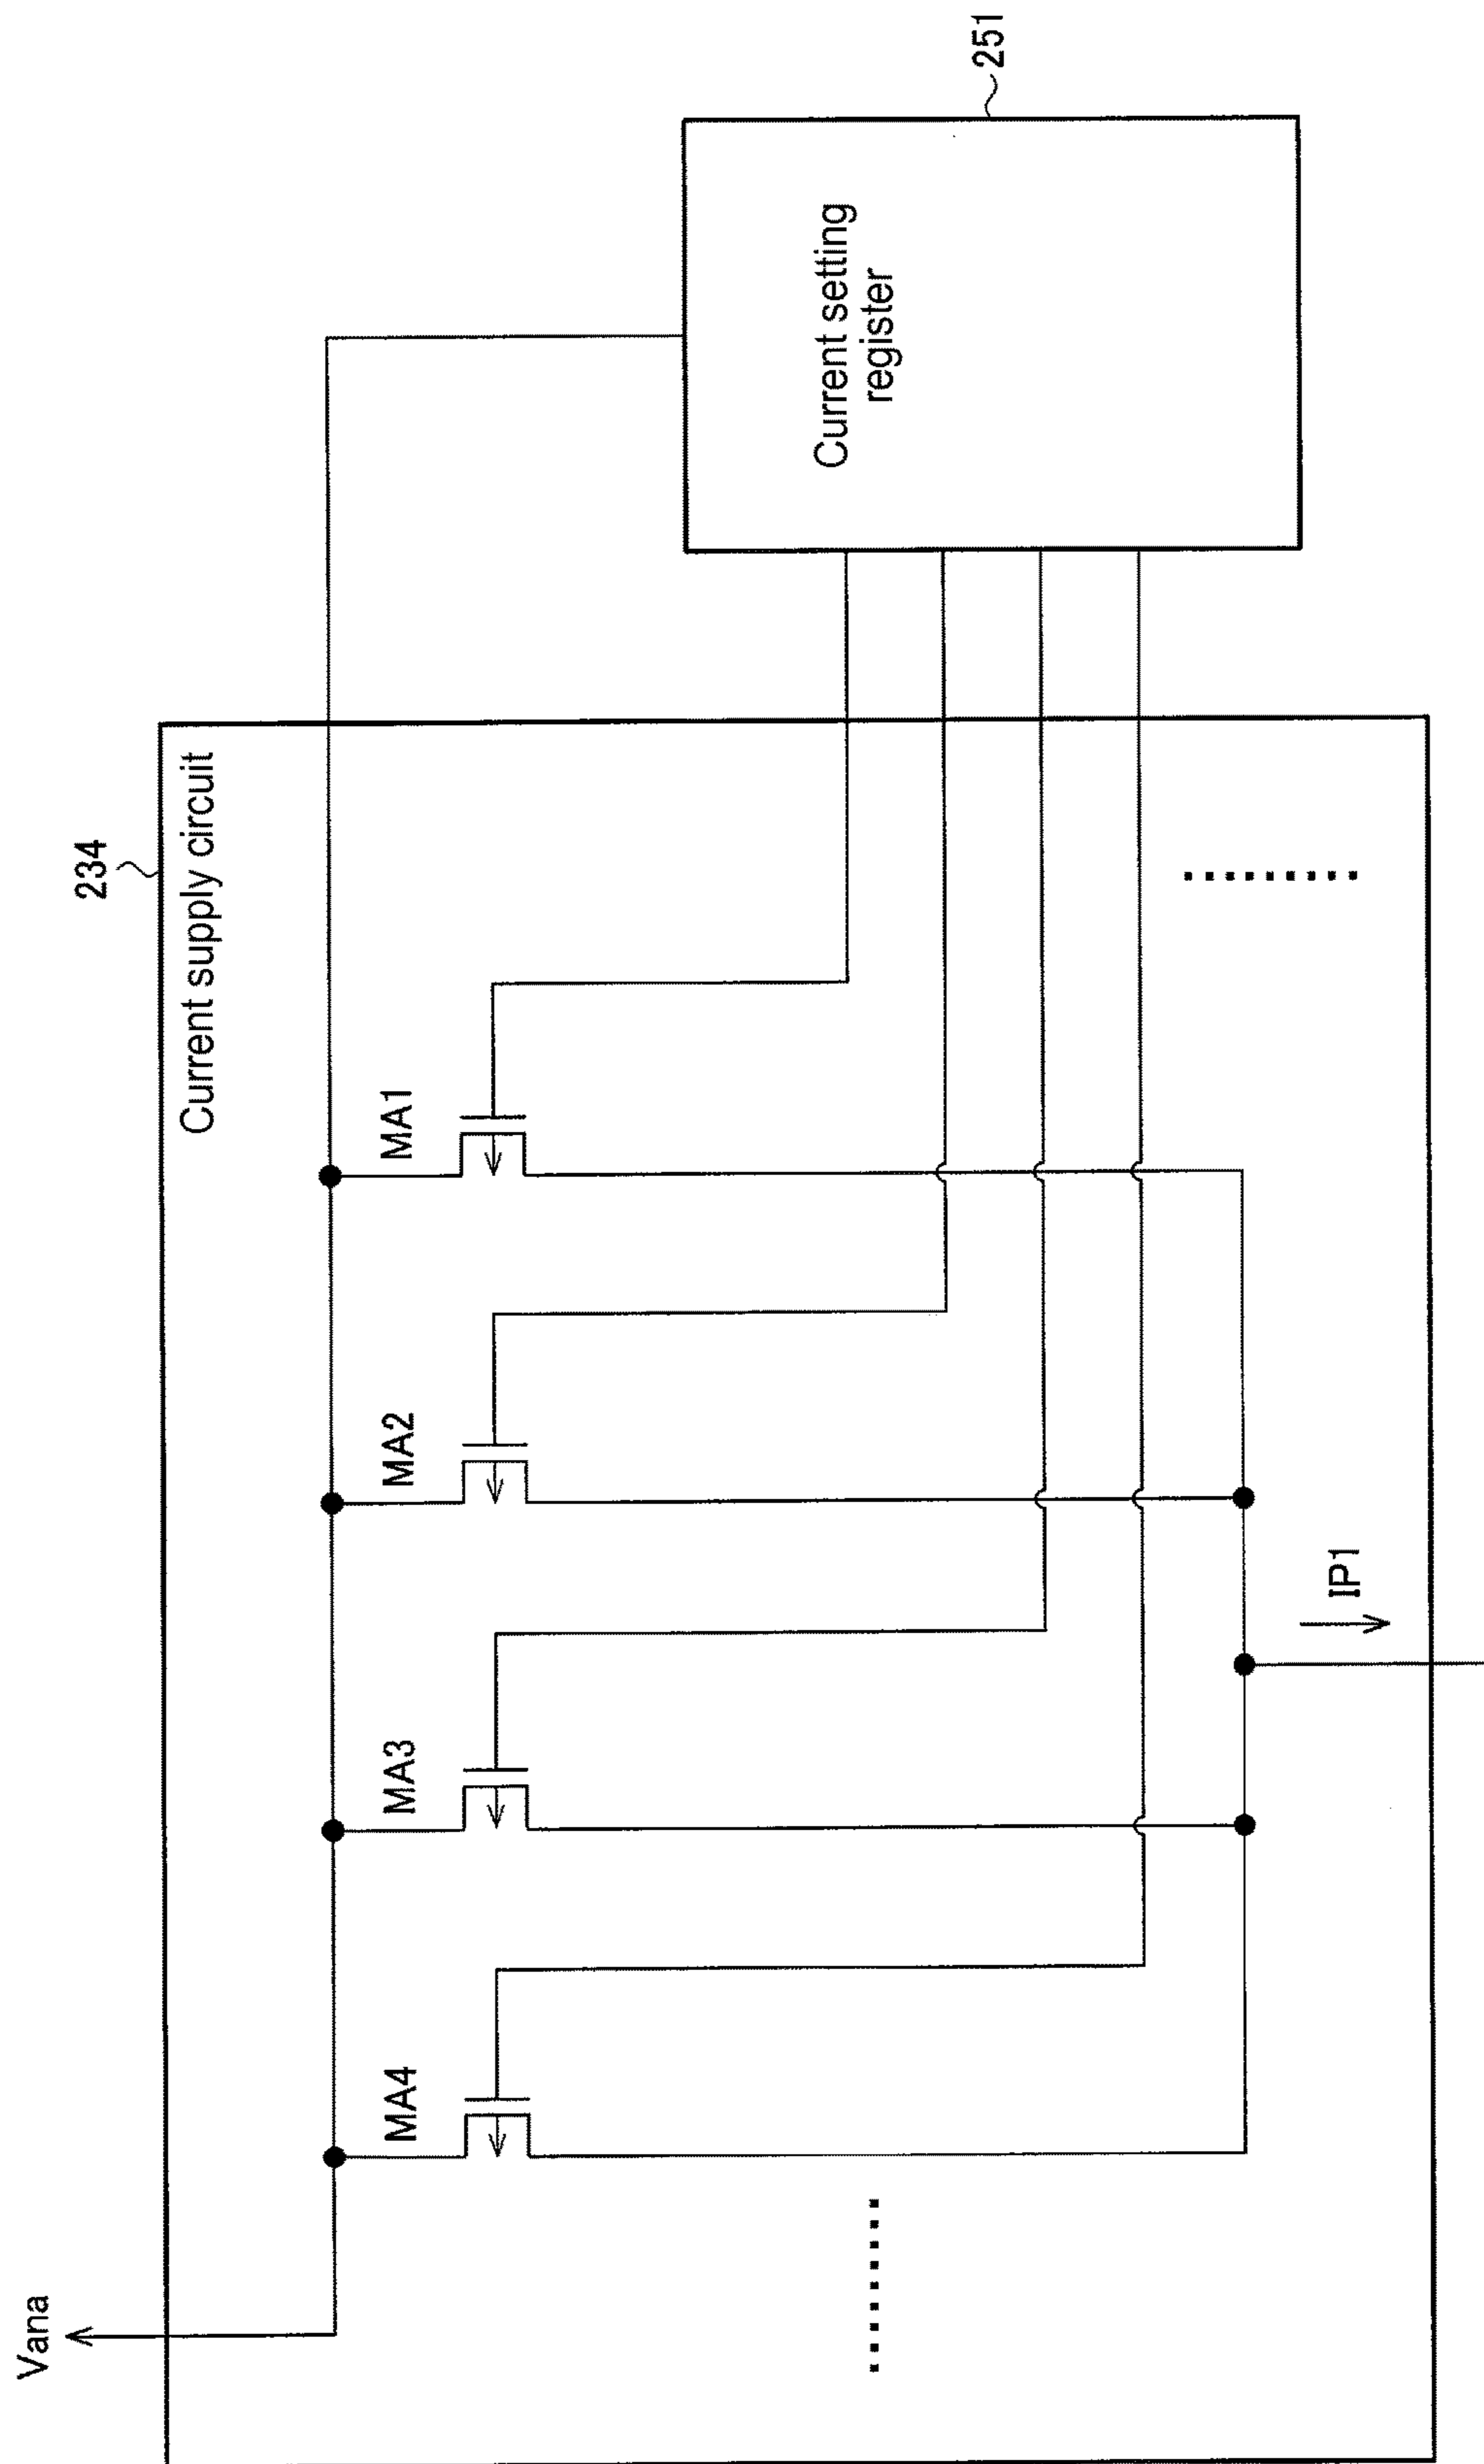 Vana
234
Current supply circuit
MA4
MA3
MA2
MA1
IP1
Current setting
register
251